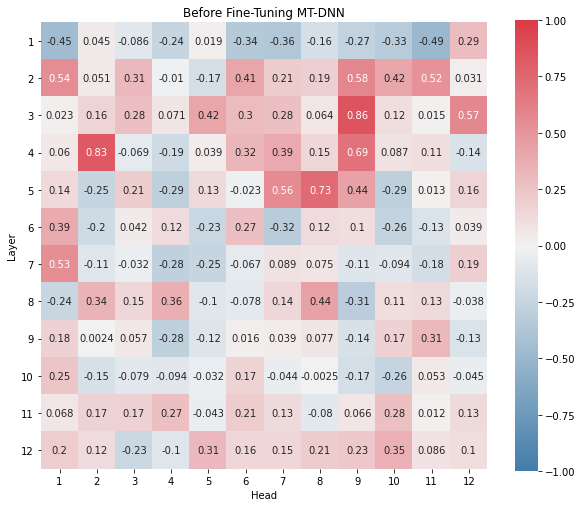 Before Fine-Tuning MT-DNN
1 -0.45 0.045 -0.086 -0.24 0.019 -0.34 -0.36 -0.16 -0.27 -0.33 -0.49 0.29
2 0.54 0.051 0.31 -0.01 -0.17 0.41 0.21 0.19 0.58 0.42 0.52 0.031
3 0.023 0.16 0.28 0.071 0.42 0.3 0.28 0.064 0.86 0.12 0.015 0.57
4 0.06 0.83 -0.069 -0.19 0.039 0.32 0.39 0.15 0.69 0.087 0.11 -0.14
5 0.14 -0.25 0.21 -0.29 0.13 -0.023 0.56 0.73 0.44 -0.29 0.013 0.16
6 0.39 -0.2 0.042 0.12 -0.23 0.27 -0.32 0.12 0.1 -0.26 -0.13 0.039
7 0.53 -0.11 -0.032 -0.28 -0.25 -0.067 0.089 0.075 -0.11 -0.094 -0.18 0.19
8 -0.24 0.34 0.15 0.36 -0.1 -0.078 0.14 0.44 -0.31 0.11 0.13 -0.038
9 0.18 0.0024 0.057 -0.28 -0.12 0.016 0.039 0.077 -0.14 0.17 0.31 -0.13
10 0.25 -0.15 -0.079 -0.094 -0.032 0.17 -0.044 -0.0025 -0.17 -0.26 0.053 -0.045
11 0.068 0.17 0.17 0.27 -0.043 0.21 0.13 -0.08 0.066 0.28 0.012 0.13
12 0.2 0.12 -0.23 -0.1 0.31 0.16 0.15 0.21 0.23 0.35 0.086 0.1
1 2 3 4 5 6 7 8 9 10 11 12
Head
Layer
1.00
0.75
0.50
0.25
0.00
-0.25
-0.50
-0.75
-1.00